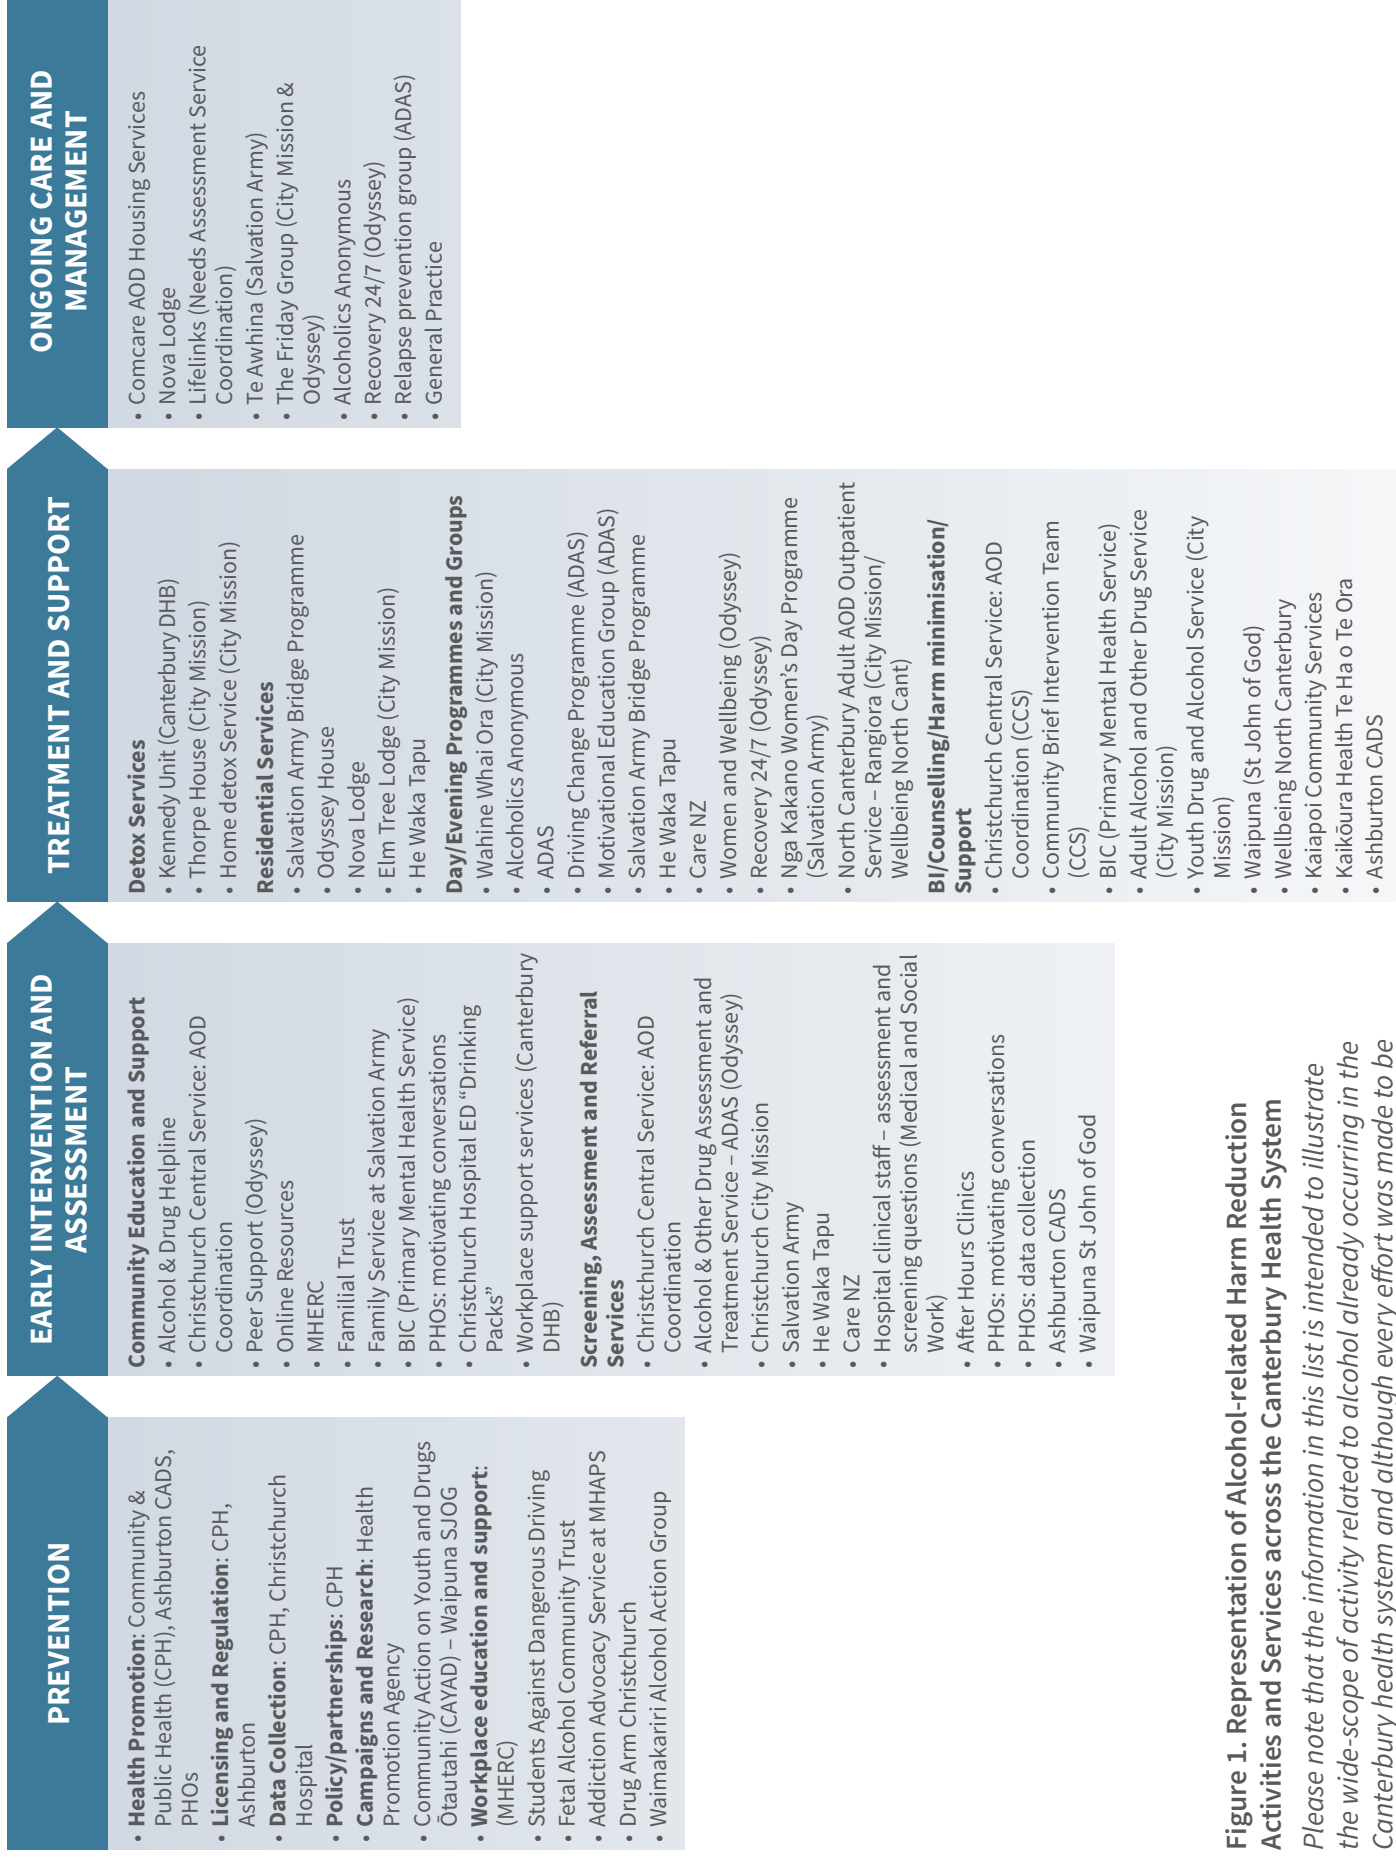 PREVENTION
• Health Promotion: Community &
Public Health (CPH), Ashburton CADS,
PHOs
• Licensing and Regulation: CPH,
Ashburton
• Data Collection: CPH, Christchurch
Hospital
• Policy/partnerships: CPH
• Campaigns and Research: Health
Promotion Agency
• Community Action on Youth and Drugs
Ōtautahi (CAYAD) – Waipuna SJOG
• Workplace education and support:
(MHERC)
• Students Against Dangerous Driving
• Fetal Alcohol Community Trust
• Addiction Advocacy Service at MHAPS
• Drug Arm Christchurch
• Waimakariri Alcohol Action Group
EARLY INTERVENTION AND
ASSESSMENT
Community Education and Support
• Alcohol & Drug Helpline
• Christchurch Central Service: AOD
Coordination
• Peer Support (Odyssey)
• Online Resources
• MHERC
• Familial Trust
• Family Service at Salvation Army
• BIC (Primary Mental Health Service)
• PHOs: motivating conversations
• Christchurch Hospital ED “Drinking
Packs”
• Workplace support services (Canterbury
DHB)
Screening, Assessment and Referral
Services
• Christchurch Central Service: AOD
Coordination
• Alcohol & Other Drug Assessment and
Treatment Service – ADAS (Odyssey)
• Christchurch City Mission
• Salvation Army
• He Waka Tapu
• Care NZ
• Hospital clinical staff – assessment and
screening questions (Medical and Social
Work)
• After Hours Clinics
• PHOs: motivating conversations
• PHOs: data collection
• Ashburton CADS
• Waipuna St John of God
TREATMENT AND SUPPORT
Detox Services
• Kennedy Unit (Canterbury DHB)
• Thorpe House (City Mission)
• Home detox Service (City Mission)
Residential Services
• Salvation Army Bridge Programme
• Odyssey House
• Nova Lodge
• Elm Tree Lodge (City Mission)
• He Waka Tapu
Day/Evening Programmes and Groups
• Wahine Whai Ora (City Mission)
• Alcoholics Anonymous
• ADAS
• Driving Change Programme (ADAS)
• Motivational Education Group (ADAS)
• Salvation Army Bridge Programme
• He Waka Tapu
• Care NZ
• Women and Wellbeing (Odyssey)
• Recovery 24/7 (Odyssey)
• Nga Kakano Women’s Day Programme
(Salvation Army)
• North Canterbury Adult AOD Outpatient
Service – Rangiora (City Mission/
Wellbeing North Cant)
BI/Counselling/Harm minimisation/
Support
• Christchurch Central Service: AOD
Coordination (CCS)
• Community Brief Intervention Team
(CCS)
• BIC (Primary Mental Health Service)
• Adult Alcohol and Other Drug Service
(City Mission)
• Youth Drug and Alcohol Service (City
Mission)
• Waipuna (St John of God)
• Wellbeing North Canterbury
• Kaiapoi Community Services
• Kaikōura Health Te Ha o Te Ora
• Ashburton CADS
ONGOING CARE AND
MANAGEMENT
• Comcare AOD Housing Services
• Nova Lodge
• Lifelinks (Needs Assessment Service
Coordination)
• Te Awhina (Salvation Army)
• The Friday Group (City Mission &
Odyssey)
• Alcoholics Anonymous
• Recovery 24/7 (Odyssey)
• Relapse prevention group (ADAS)
• General Practice
Figure 1. Representation of Alcohol-related Harm Reduction
Activities and Services across the Canterbury Health System
Please note that the information in this list is intended to illustrate
the wide-scope of activity related to alcohol already occurring in the
Canterbury health system and although every effort was made to be